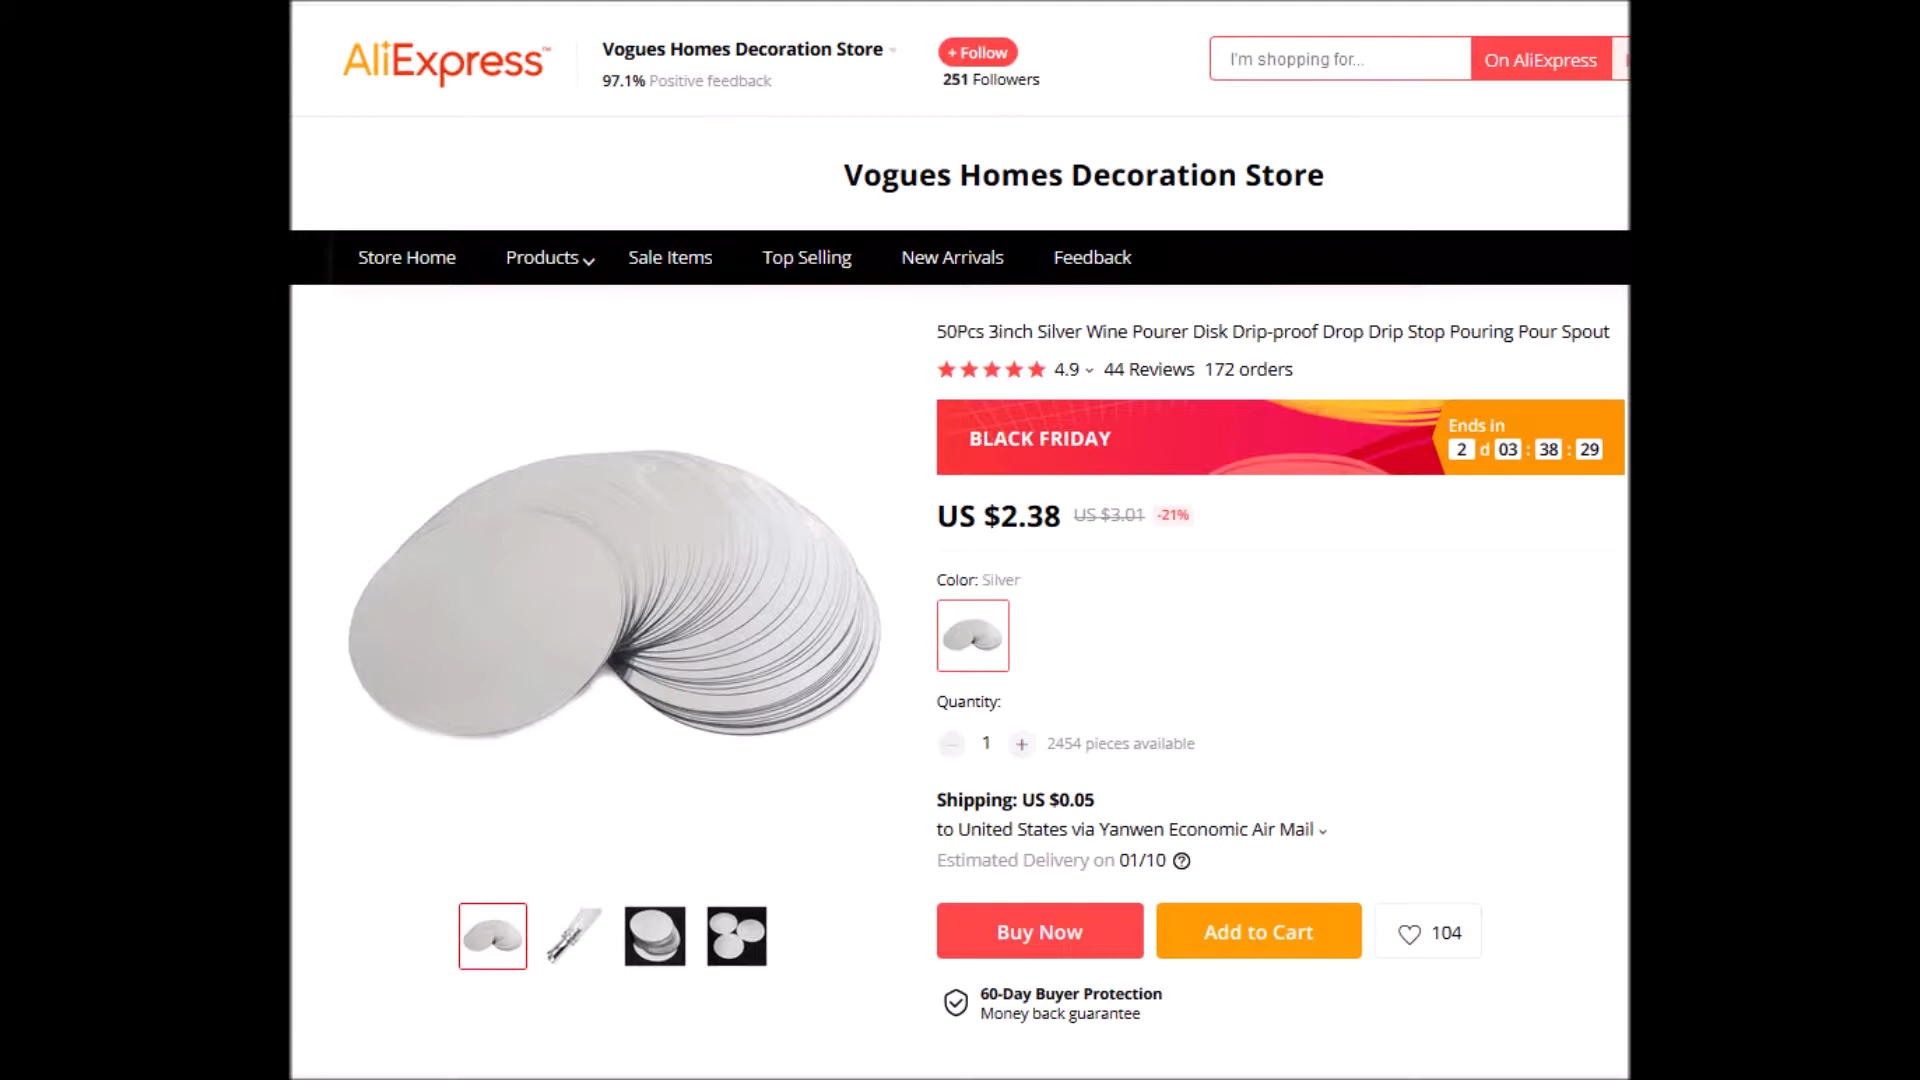 AliExpress™
Vogues Homes Decoration Store
97.1% Positive feedback
+ Follow
251 Followers
I'm shopping for...
On AliExpress
Vogues Homes Decoration Store
Store Home
Products
Sale Items
Top Selling
New Arrivals
Feedback
50Pcs 3inch Silver Wine Pourer Disk Drip-proof Drop Drip Stop Pouring Pour Spout
4.9 44 Reviews 172 orders
BLACK FRIDAY
Ends in
2 d 03 : 38 : 29
US $2.38 US $3.01 -21%
Color: Silver
Quantity:
1 + 2454 pieces available
Shipping: US $0.05
to United States via Yanwen Economic Air Mail
Estimated Delivery on 01/10 ?
Buy Now
Add to Cart
104
60-Day Buyer Protection
Money back guarantee